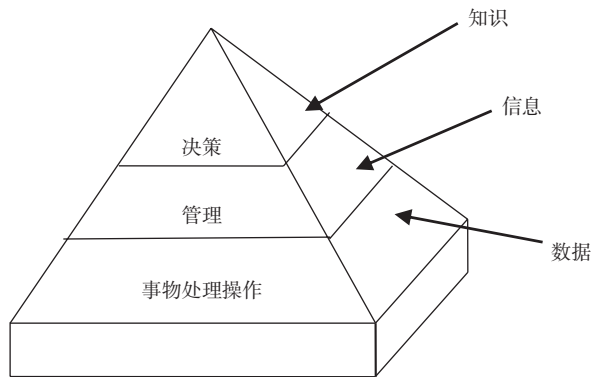 知识
信息
决策
管理
数据
事物处理操作